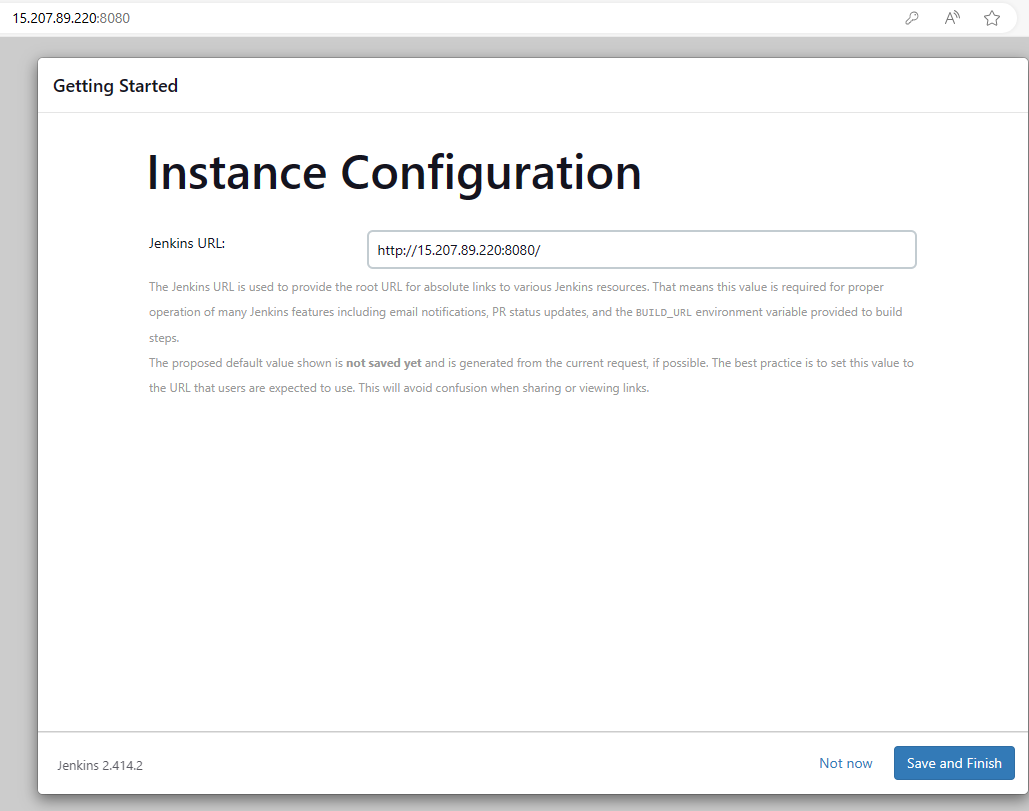 15.207.89.220:8080
Getting Started
Instance Configuration
Jenkins URL:
http://15.207.89.220:8080/
The Jenkins URL is used to provide the root URL for absolute links to various Jenkins resources. That means this value is required for proper
operation of many Jenkins features including email notifications, PR status updates, and the BUILD_URL environment variable provided to build
steps.
The proposed default value shown is not saved yet and is generated from the current request, if possible. The best practice is to set this value to
the URL that users are expected to use. This will avoid confusion when sharing or viewing links.
Jenkins 2.414.2
Not now
Save and Finish